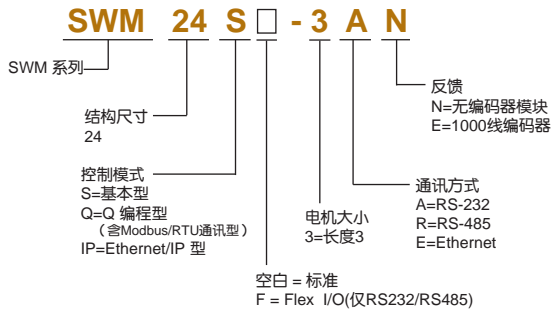 SWM 24 S□ - 3 A N
SWM 系列
反馈
N=无编码器模块
E=1000线编码器
结构尺寸
24
控制模式
S=基本型
Q=Q 编程型
（含Modbus/RTU通讯型）
IP=Ethernet/IP 型
通讯方式
A=RS-232
R=RS-485
E=Ethernet
电机大小
3=长度3
空白 = 标准
F = Flex I/O(仅RS232/RS485)